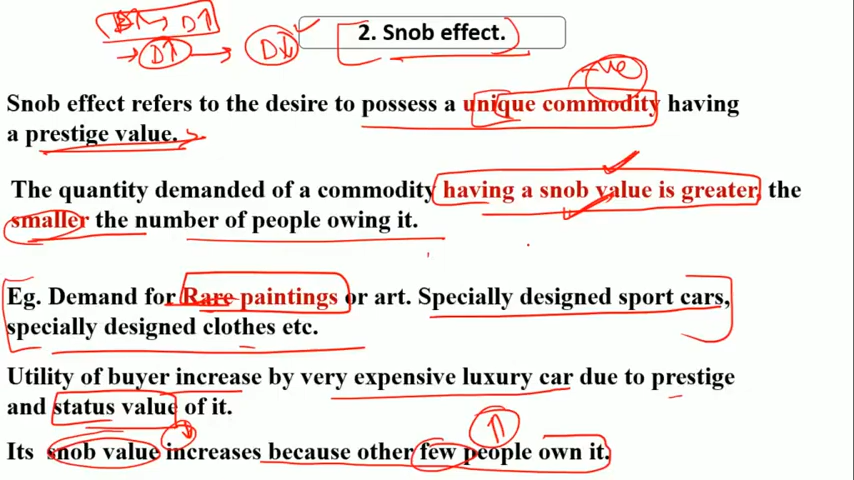 D↑ → D↑
→ D↑ → D↓
2. Snob effect.
-ve
Snob effect refers to the desire to possess a unique commodity having
a prestige value.
The quantity demanded of a commodity having a snob value is greater, the
smaller the number of people owing it.
Eg. Demand for Rare paintings or art. Specially designed sport cars,
specially designed clothes etc.
Utility of buyer increase by very expensive luxury car due to prestige
and status value of it.
↑
Its snob value increases because other few people own it.